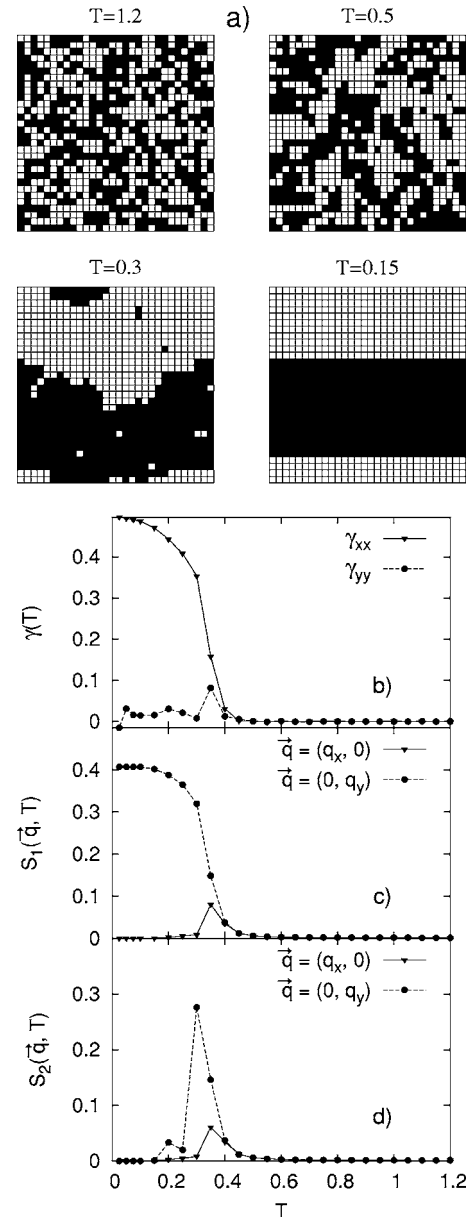 T=1.2 a) T=0.5
T=0.3 T=0.15
0.4
0.3
0.2
0.1
0
γ(T)
γxx
γyy
b)
0.4
0.3
0.2
0.1
0
S₁(q⃗, T)
q⃗ = (qx, 0)
q⃗ = (0, qy)
c)
0.3
0.2
0.1
0
S₂(q⃗, T)
q⃗ = (qx, 0)
q⃗ = (0, qy)
d)
0 0.2 0.4 0.6 0.8 1 1.2
T